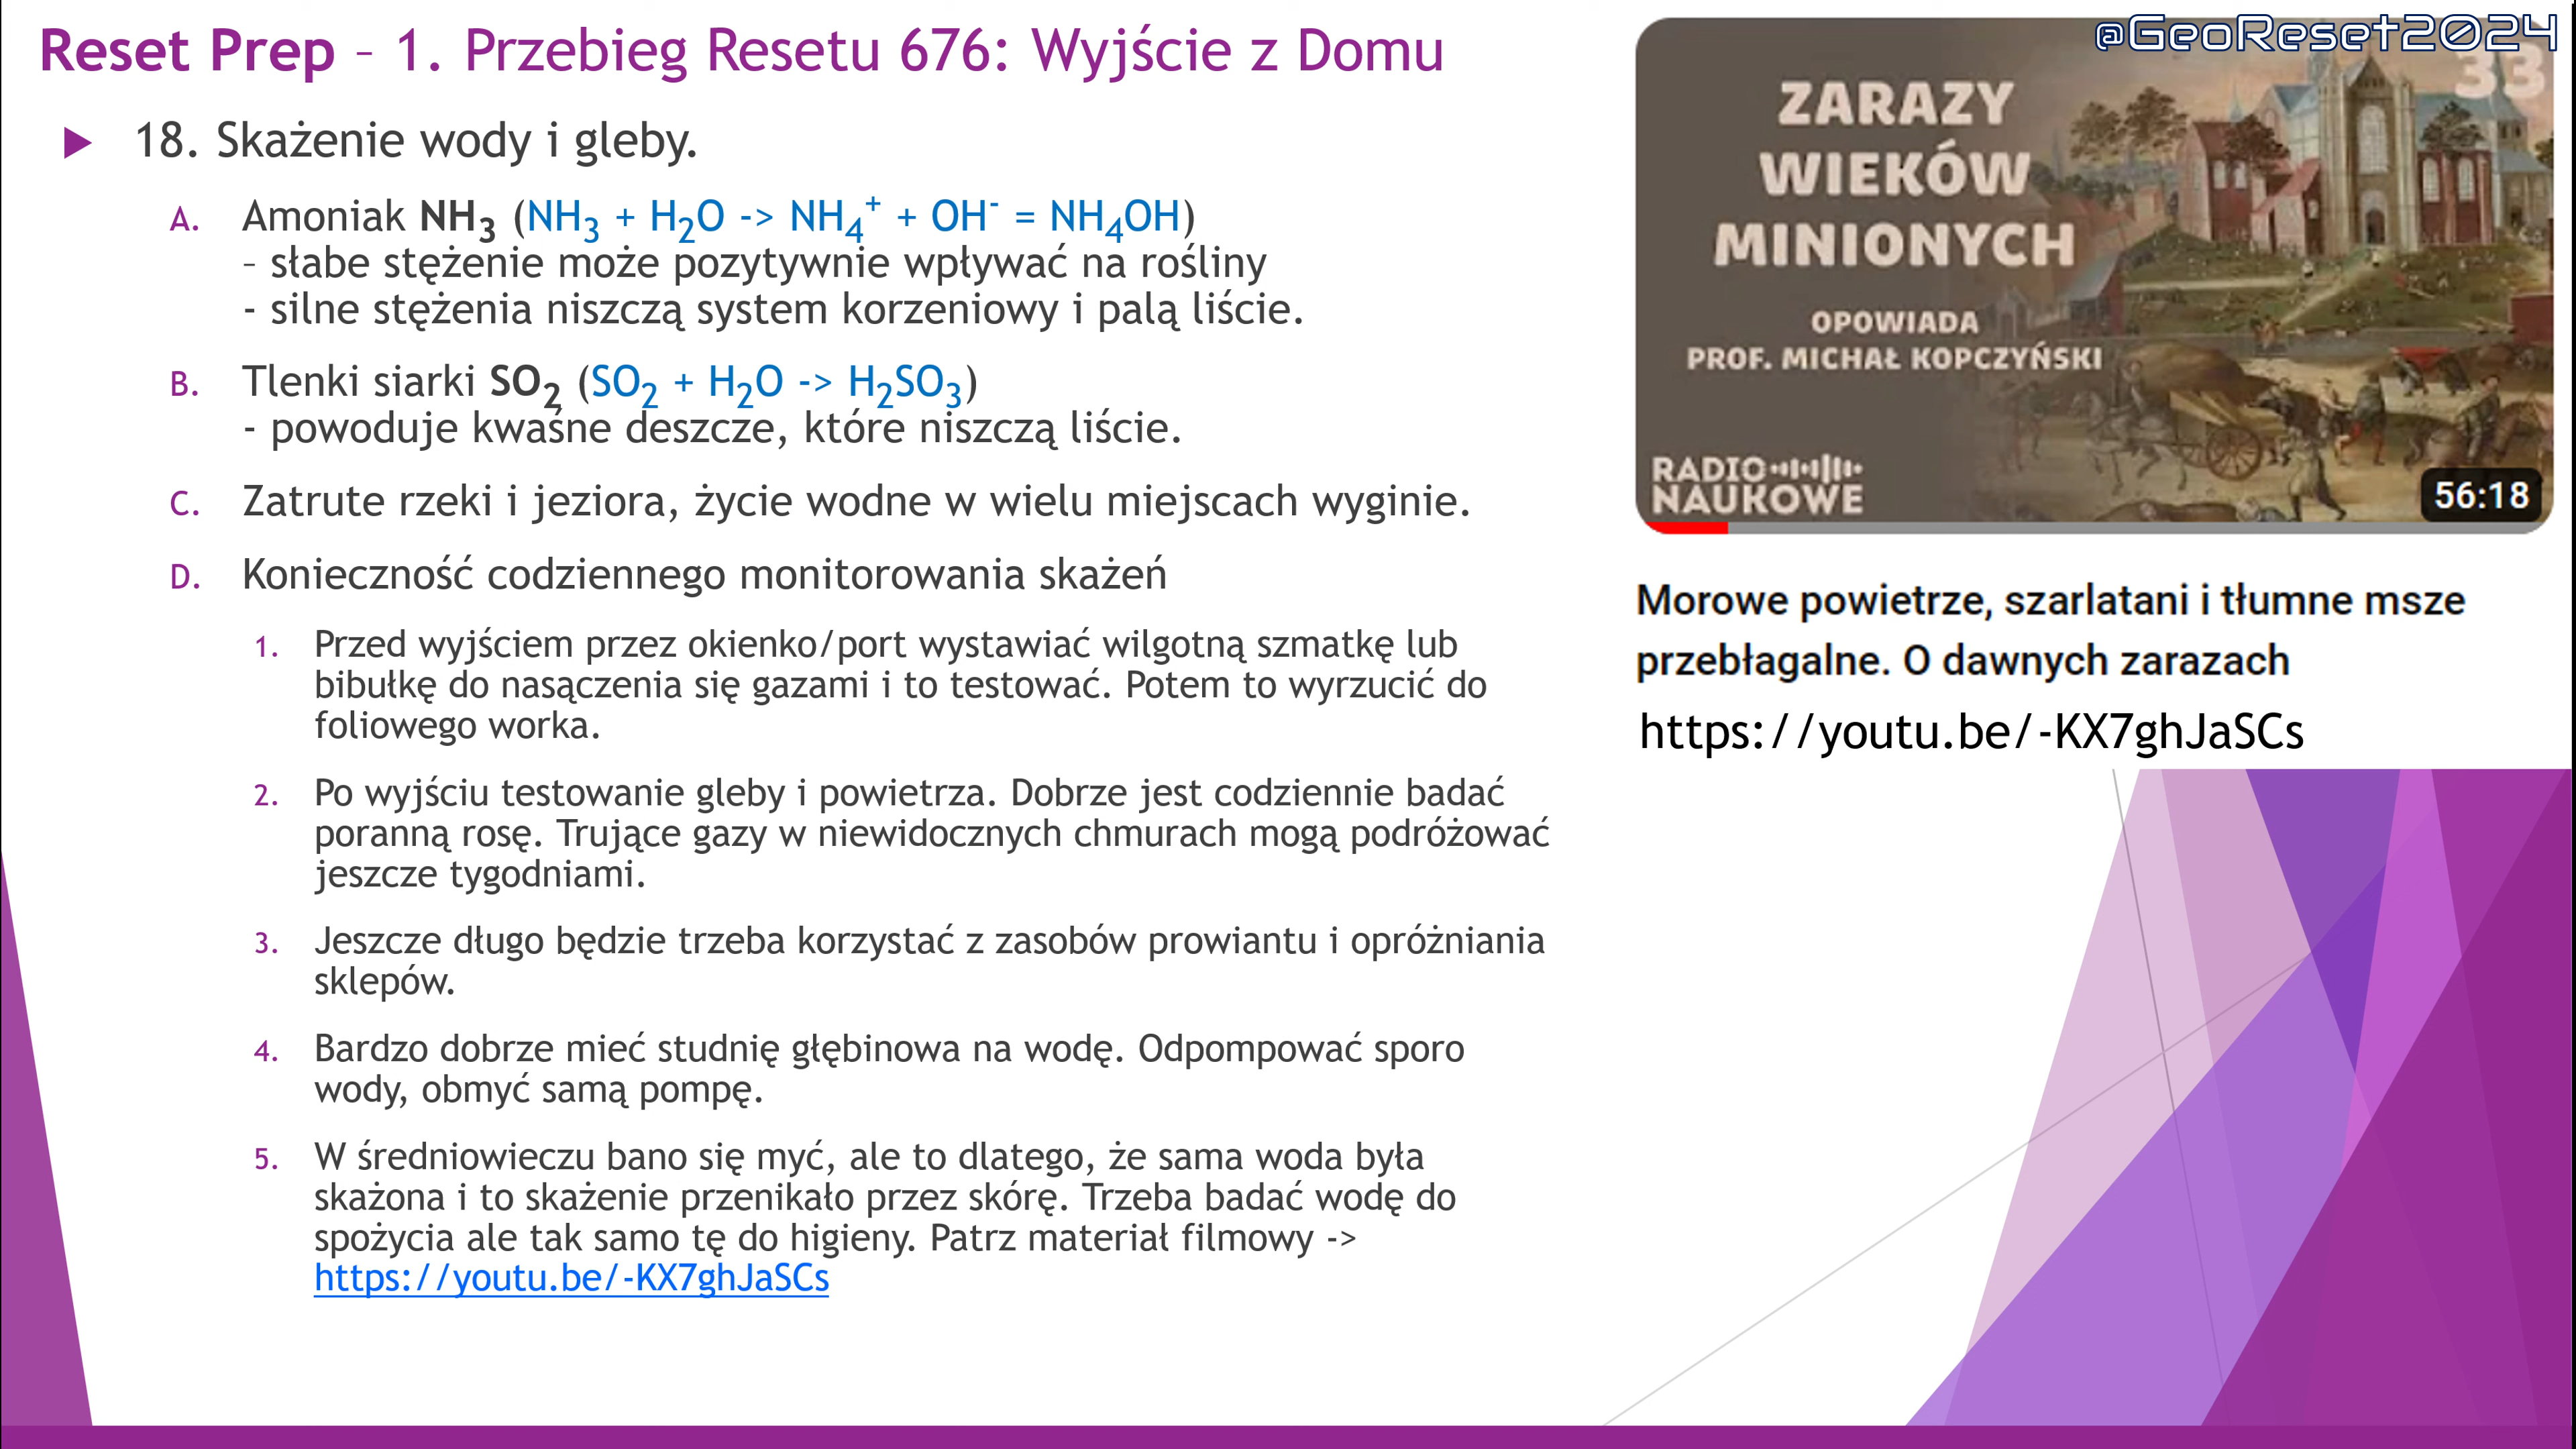 Reset Prep – 1. Przebieg Resetu 676: Wyjście z Domu
18. Skażenie wody i gleby.
A. Amoniak NH3 (NH3 + H2O -> NH4+ + OH- = NH4OH)
– słabe stężenie może pozytywnie wpływać na rośliny
- silne stężenia niszczą system korzeniowy i palą liście.
B. Tlenki siarki SO2 (SO2 + H2O -> H2SO3)
- powoduje kwaśne deszcze, które niszczą liście.
C. Zatrute rzeki i jeziora, życie wodne w wielu miejscach wyginie.
D. Konieczność codziennego monitorowania skażeń
1. Przed wyjściem przez okienko/port wystawiać wilgotną szmatkę lub
bibułkę do nasączenia się gazami i to testować. Potem to wyrzucić do
foliowego worka.
2. Po wyjściu testowanie gleby i powietrza. Dobrze jest codziennie badać
poranną rosę. Trujące gazy w niewidocznych chmurach mogą podróżować
jeszcze tygodniami.
3. Jeszcze długo będzie trzeba korzystać z zasobów prowiantu i opróżniania
sklepów.
4. Bardzo dobrze mieć studnię głębinowa na wodę. Odpompować sporo
wody, obmyć samą pompę.
5. W średniowieczu bano się myć, ale to dlatego, że sama woda była
skażona i to skażenie przenikało przez skórę. Trzeba badać wodę do
spożycia ale tak samo tę do higieny. Patrz materiał filmowy ->
https://youtu.be/-KX7ghJaSCs
@GeoReset2024
33
ZARAZY
WIEKÓW
MINIONYCH
OPOWIADA
PROF. MICHAŁ KOPCZYŃSKI
RADIO
NAUKOWE
56:18
Morowe powietrze, szarlatani i tłumne msze
przebłagalne. O dawnych zarazach
https://youtu.be/-KX7ghJaSCs